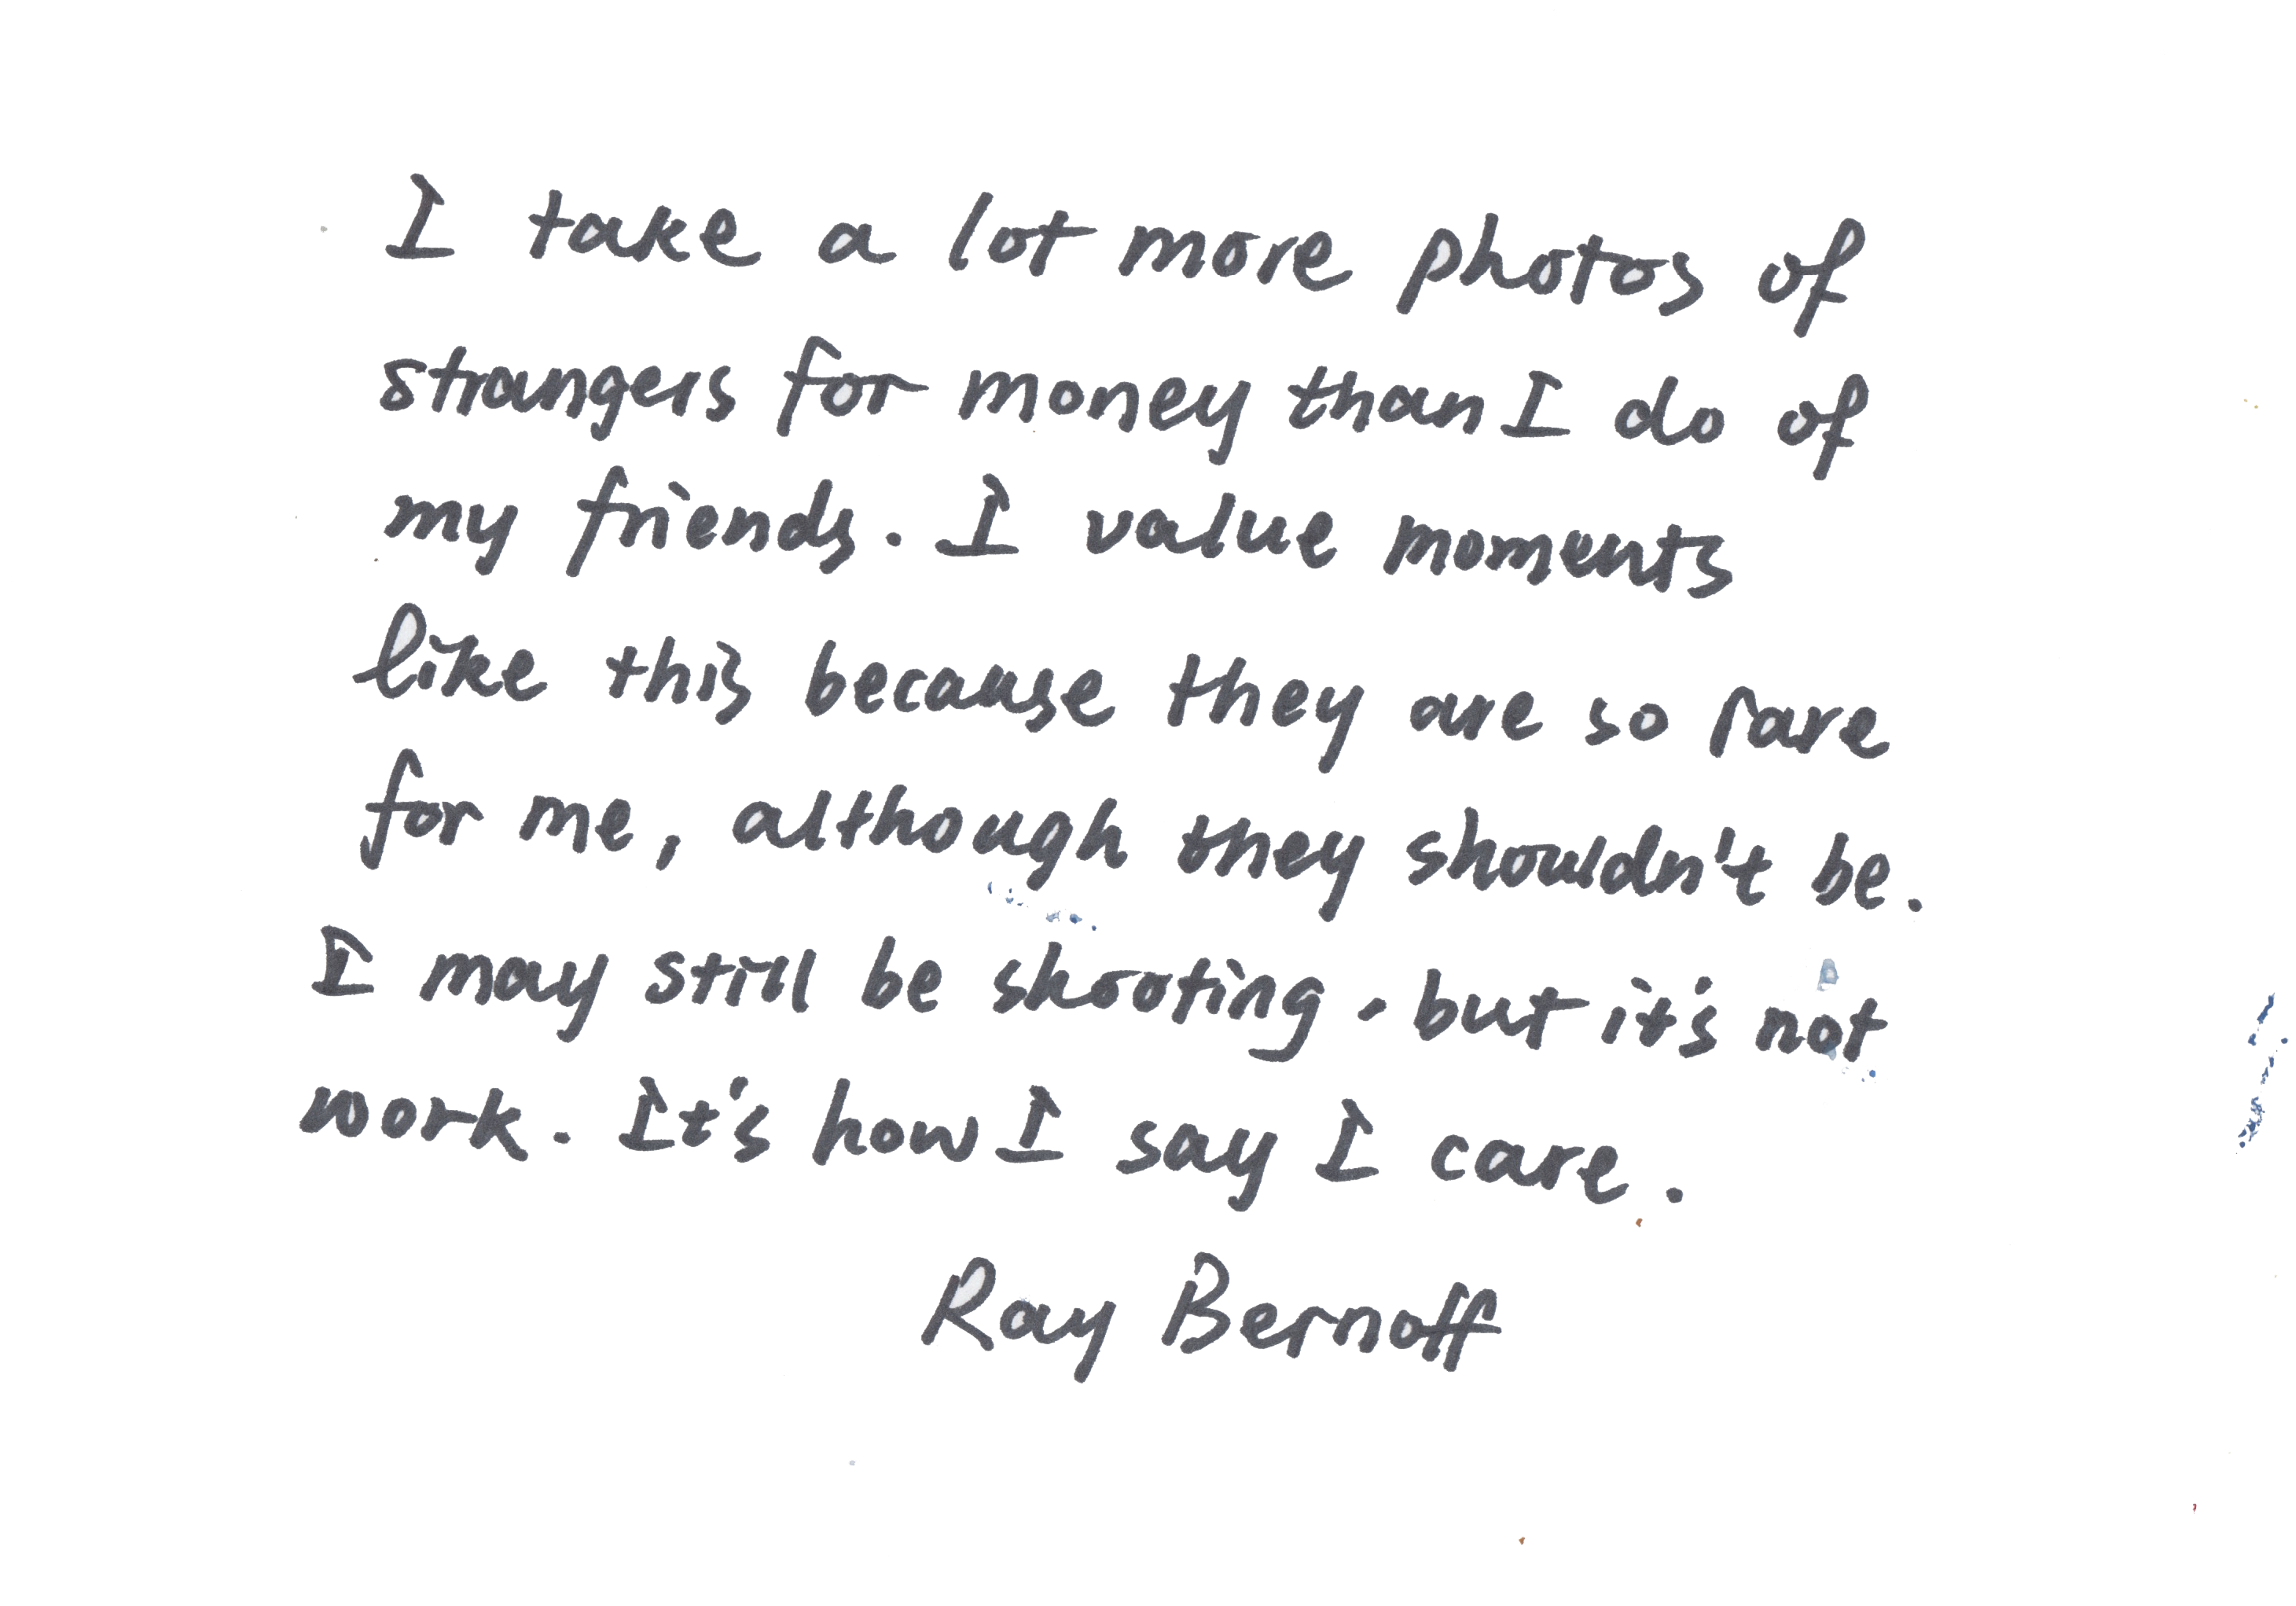 I take a lot more photos of
strangers for money than I do of
my friends. I value moments
like this because they are so rare
for me, although they shouldn't be.
I may still be shooting, but it's not
work. It's how I say I care.
Ray Bernoff